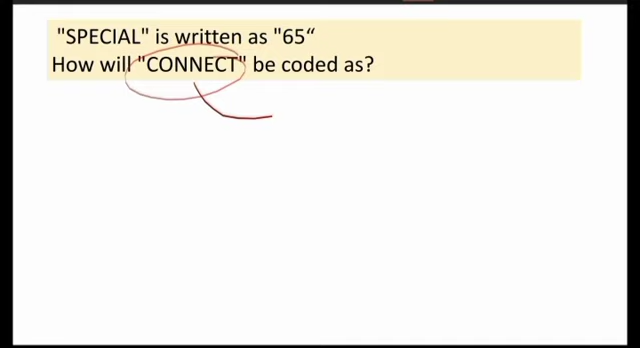 "SPECIAL" is written as "65“
How will "CONNECT" be coded as?